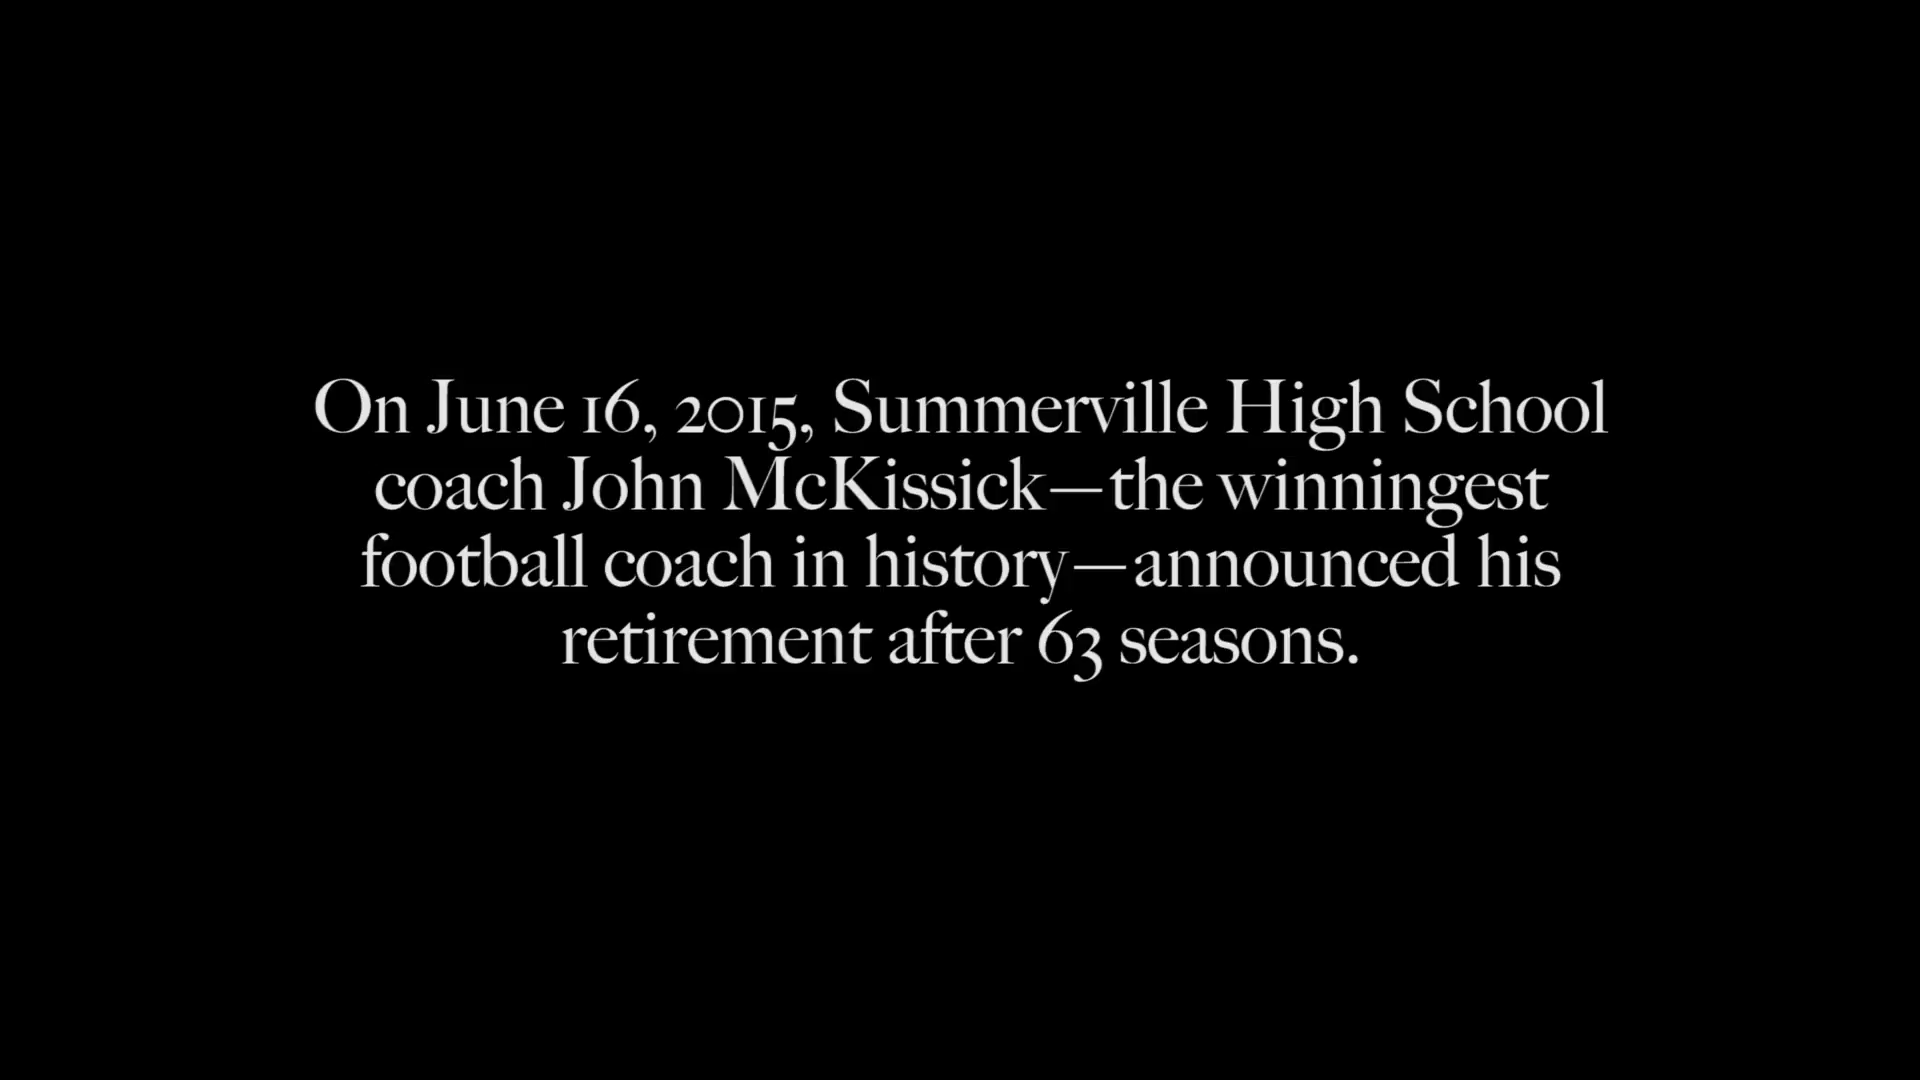 On June 16, 2015, Summerville High School
coach John McKissick—the winningest
football coach in history—announced his
retirement after 63 seasons.